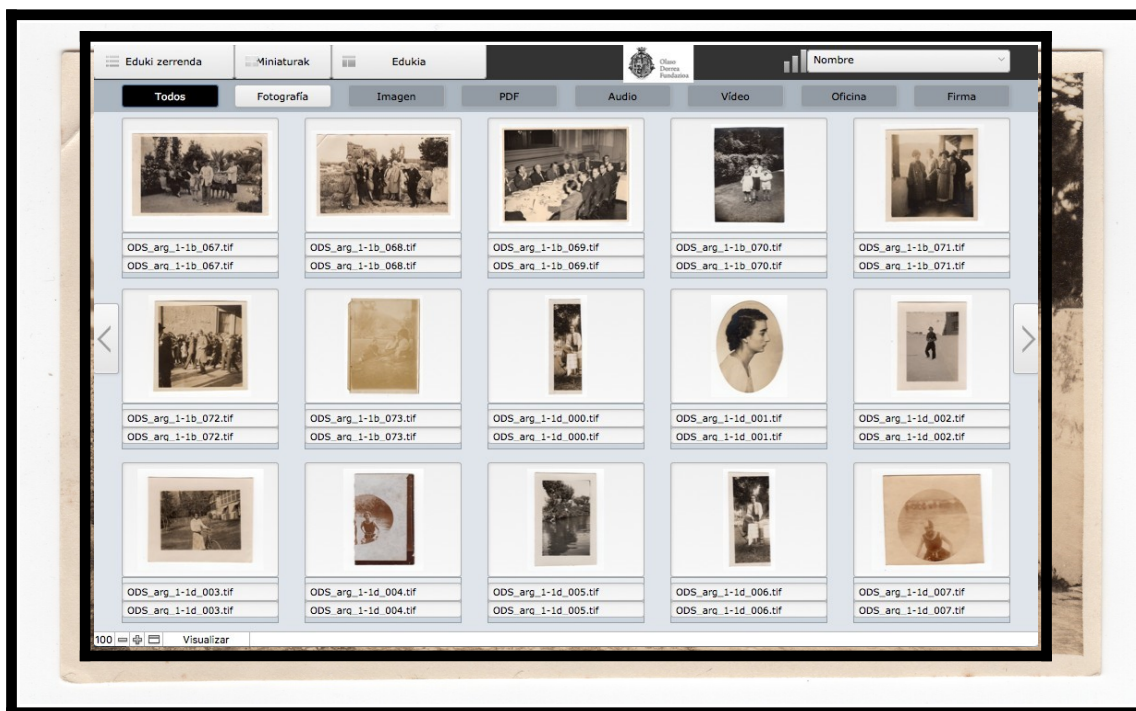 Eduki zerrenda Miniaturak Edukia
Olaso
Dorrea
Fundazioa
Nombre
Todos Fotografía Imagen PDF Audio Vídeo Oficina Firma
ODS_arg_1-1b_067.tif ODS_arg_1-1b_068.tif ODS_arg_1-1b_069.tif ODS_arg_1-1b_070.tif ODS_arg_1-1b_071.tif
ODS_arg_1-1b_067.tif ODS_arg_1-1b_068.tif ODS_arg_1-1b_069.tif ODS_arg_1-1b_070.tif ODS_arg_1-1b_071.tif
ODS_arg_1-1b_072.tif ODS_arg_1-1b_073.tif ODS_arg_1-1d_000.tif ODS_arg_1-1d_001.tif ODS_arg_1-1d_002.tif
ODS_arg_1-1b_072.tif ODS_arg_1-1b_073.tif ODS_arg_1-1d_000.tif ODS_arg_1-1d_001.tif ODS_arg_1-1d_002.tif
ODS_arg_1-1d_003.tif ODS_arg_1-1d_004.tif ODS_arg_1-1d_005.tif ODS_arg_1-1d_006.tif ODS_arg_1-1d_007.tif
ODS_arg_1-1d_003.tif ODS_arg_1-1d_004.tif ODS_arg_1-1d_005.tif ODS_arg_1-1d_006.tif ODS_arg_1-1d_007.tif
100 Visualizar